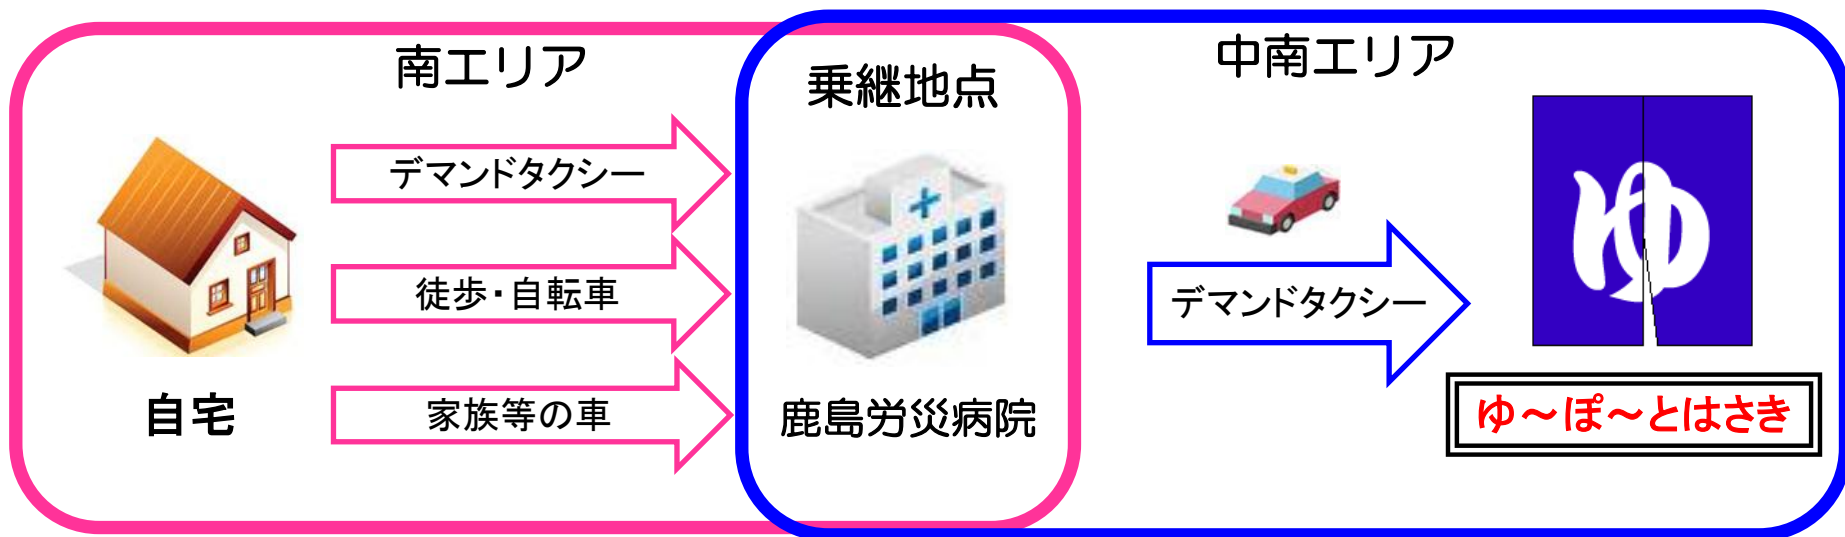 南エリア
乗継地点
中南エリア
デマンドタクシー
徒歩・自転車
家族等の車
自宅
鹿島労災病院
デマンドタクシー
ゆ
ゆ～ぽ～とはさき